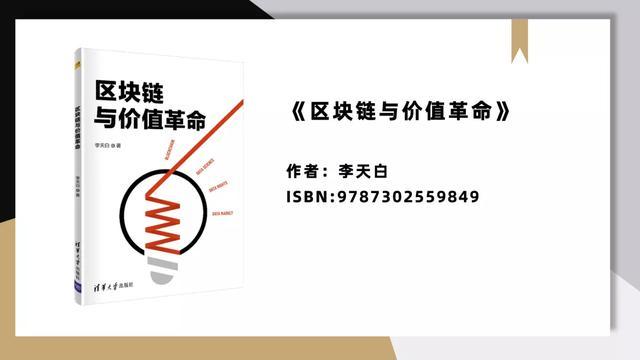 区块链
与价值革命
李天白 著
BLOCKCHAIN
DATA SCIENCE
DATA RIGHTS
DATA MARKET
清华大学出版社
区块链与价值革命
李天白 著
《区块链与价值革命》
作者：李天白
ISBN:9787302559849